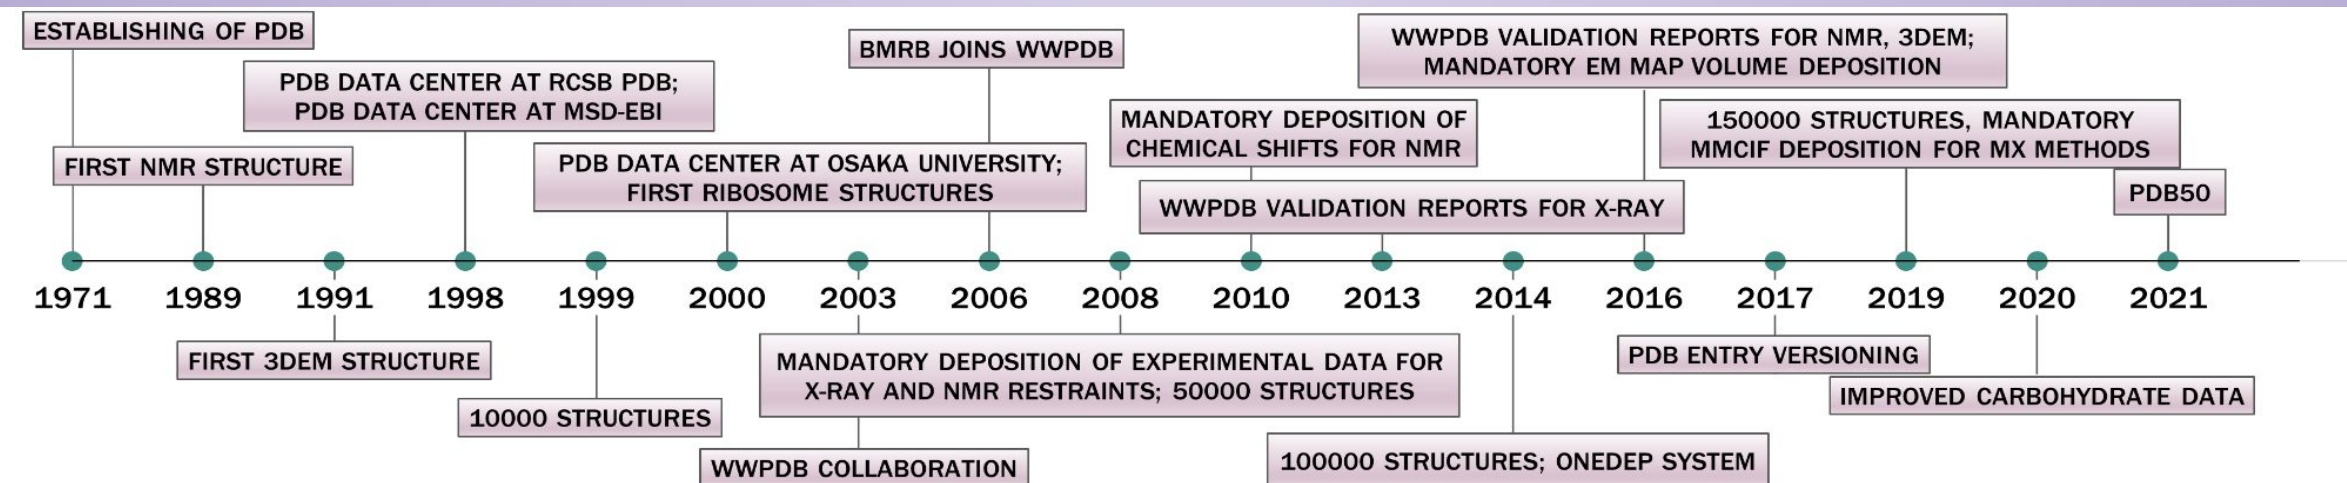 ESTABLISHING OF PDB
BMRB JOINS WWPDB
WWPDB VALIDATION REPORTS FOR NMR, 3DEM;
MANDATORY EM MAP VOLUME DEPOSITION
PDB DATA CENTER AT RCSB PDB;
PDB DATA CENTER AT MSD-EBI
MANDATORY DEPOSITION OF
CHEMICAL SHIFTS FOR NMR
150000 STRUCTURES, MANDATORY
MMCIF DEPOSITION FOR MX METHODS
FIRST NMR STRUCTURE
PDB DATA CENTER AT OSAKA UNIVERSITY;
FIRST RIBOSOME STRUCTURES
WWPDB VALIDATION REPORTS FOR X-RAY
PDB50
1971 1989 1991 1998 1999 2000 2003 2006 2008 2010 2013 2014 2016 2017 2019 2020 2021
FIRST 3DEM STRUCTURE
MANDATORY DEPOSITION OF EXPERIMENTAL DATA FOR
X-RAY AND NMR RESTRAINTS; 50000 STRUCTURES
PDB ENTRY VERSIONING
IMPROVED CARBOHYDRATE DATA
10000 STRUCTURES
WWPDB COLLABORATION
100000 STRUCTURES; ONEDEP SYSTEM